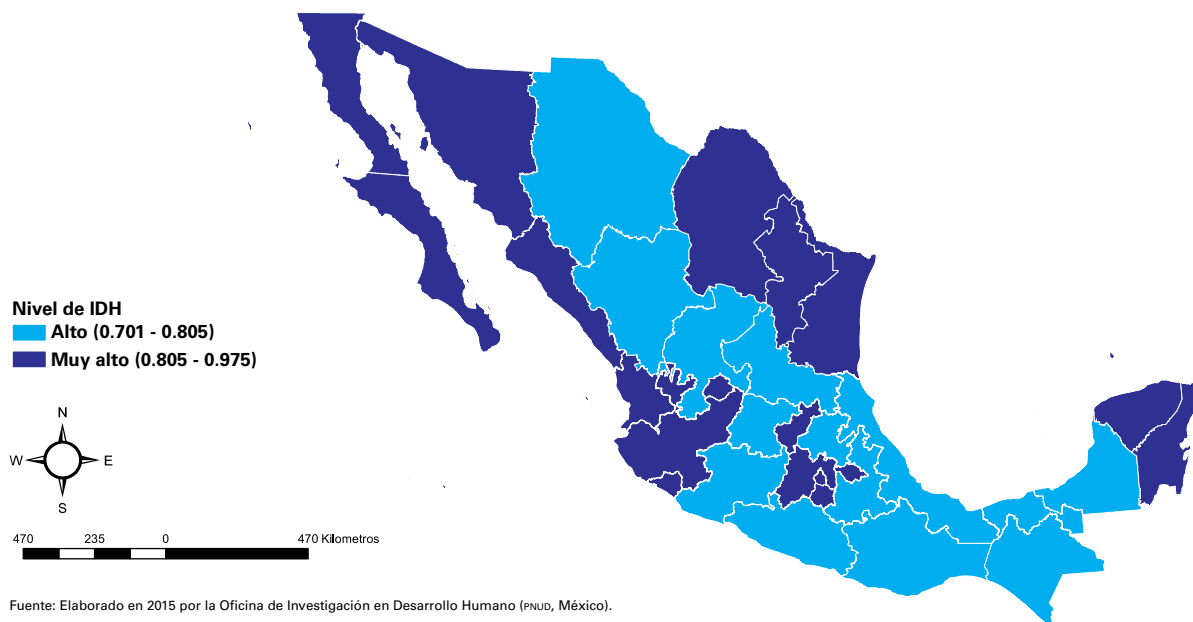 Nivel de IDH
Alto (0.701 - 0.805)
Muy alto (0.805 - 0.975)
N
W E
S
470 235 0 470 Kilometros
Fuente: Elaborado en 2015 por la Oficina de Investigación en Desarrollo Humano (PNUD, México).